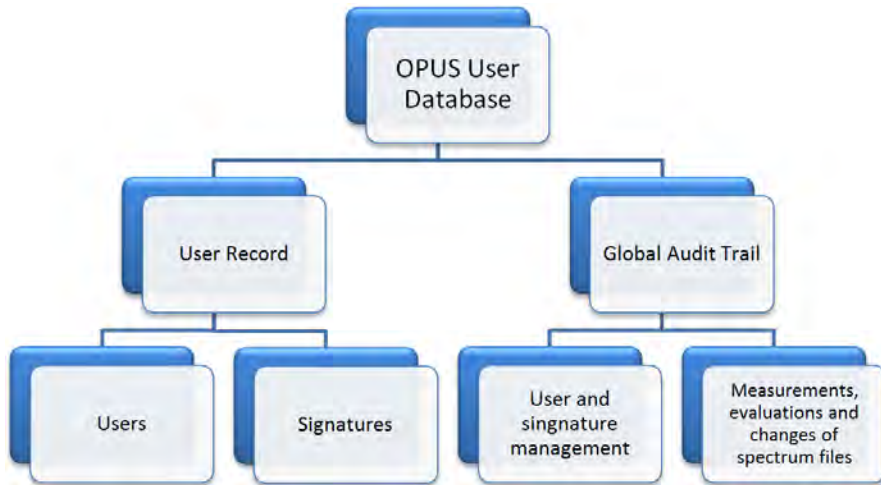 OPUS User
Database
User Record
Global Audit Trail
Users
Signatures
User and
singnature
management
Measurements,
evaluations and
changes of
spectrum files